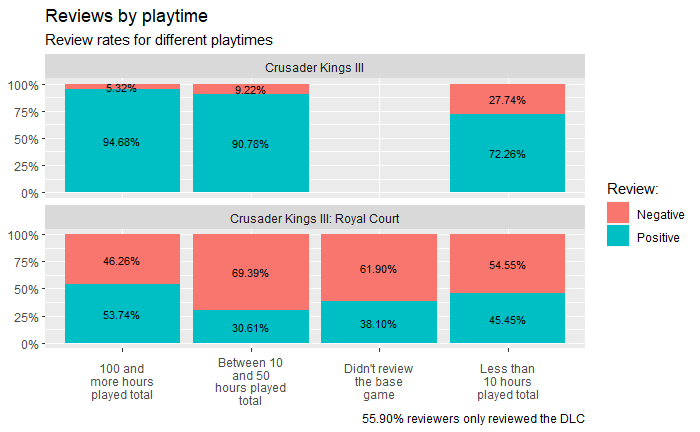 Reviews by playtime
Review rates for different playtimes
Crusader Kings III
100%
75%
50%
25%
0%
5.32%
9.22%
27.74%
94.68%
90.78%
72.26%
Crusader Kings III: Royal Court
100%
75%
50%
25%
0%
46.26%
69.39%
61.90%
54.55%
53.74%
30.61%
38.10%
45.45%
100 and
more hours
played total
Between 10
and 50
hours played
total
Didn't review
the base
game
Less than
10 hours
played total
Review:
Negative
Positive
55.90% reviewers only reviewed the DLC